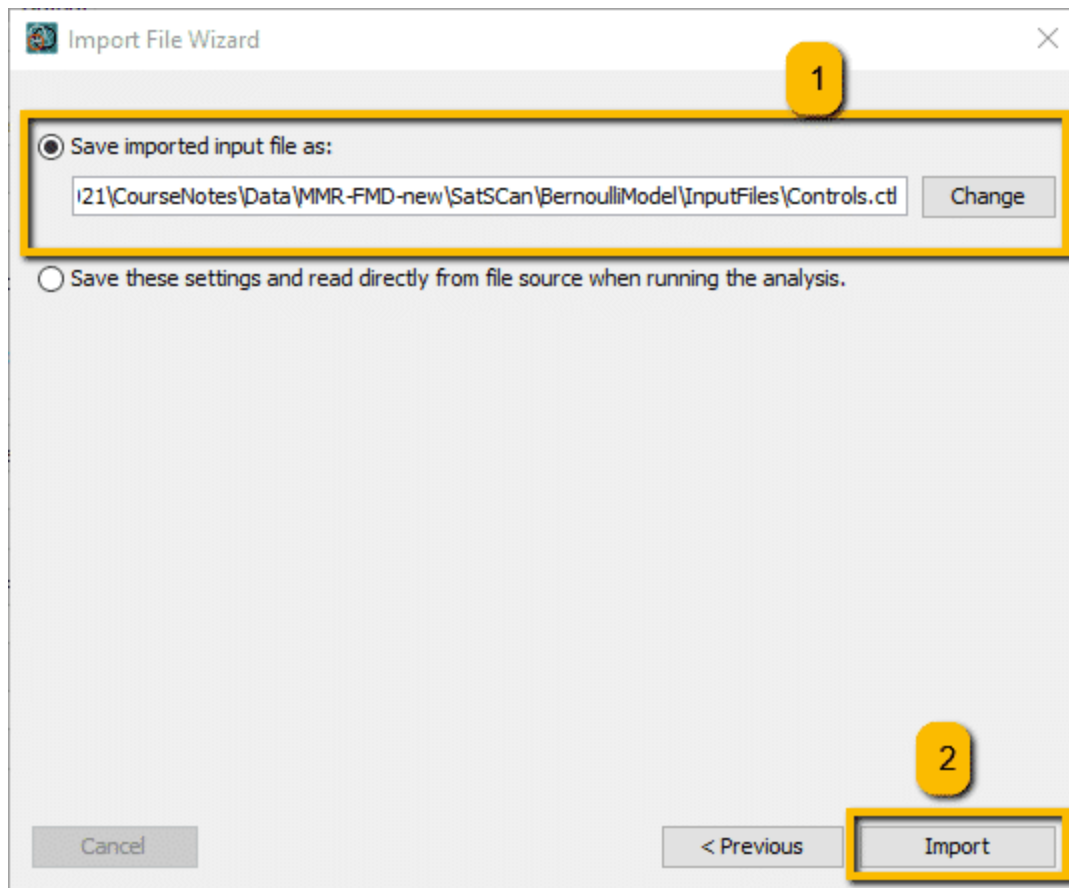 Import File Wizard
1
Save imported input file as:
21\CourseNotes\Data\MMR-FMD-new\SatSCan\BernoulliModel\InputFiles\Controls.ctl
Change
Save these settings and read directly from file source when running the analysis.
2
Cancel
< Previous
Import